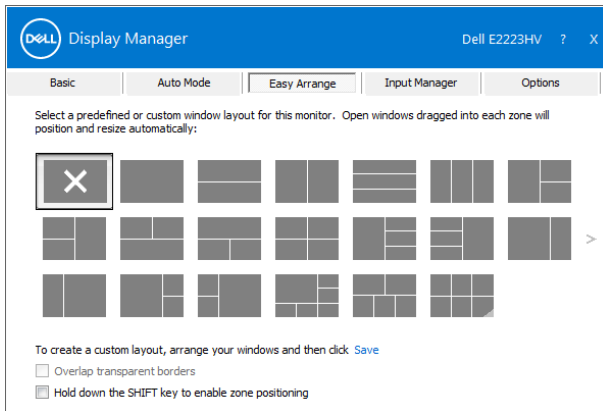 DELL Display Manager Dell E2223HV ? X
Basic Auto Mode Easy Arrange Input Manager Options
Select a predefined or custom window layout for this monitor. Open windows dragged into each zone will
position and resize automatically:
>
To create a custom layout, arrange your windows and then click Save
Overlap transparent borders
Hold down the SHIFT key to enable zone positioning